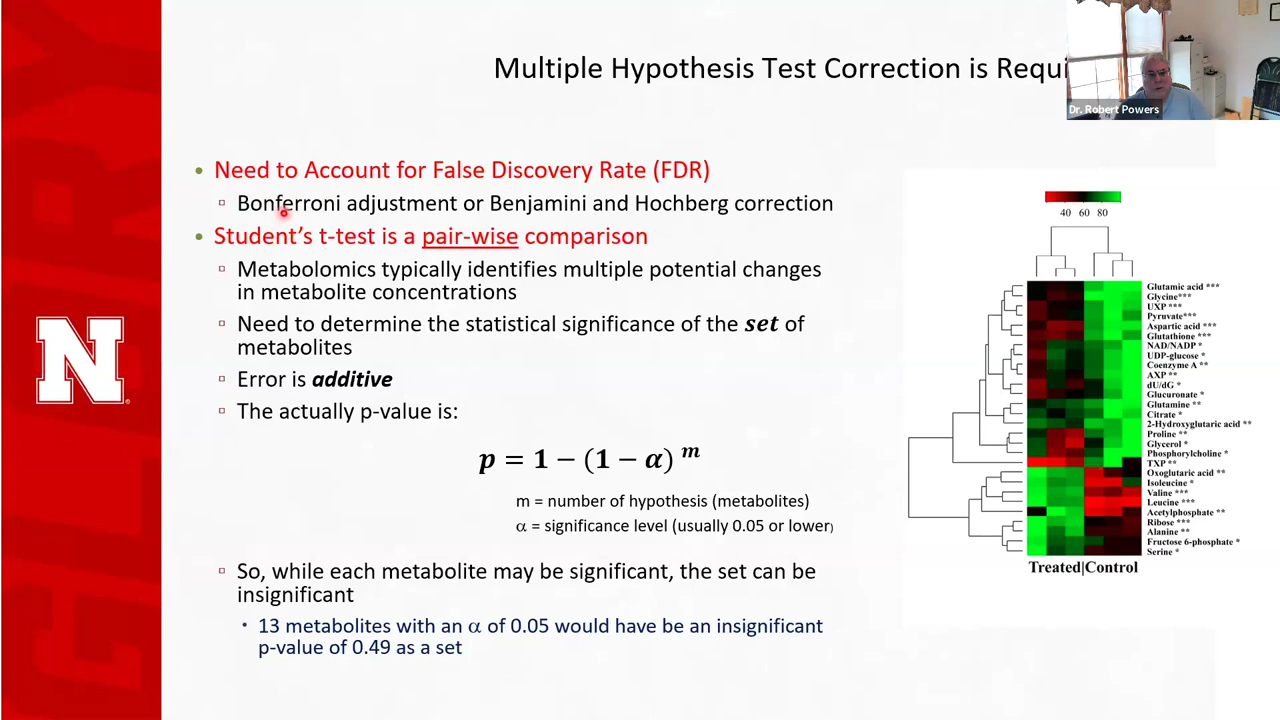 Multiple Hypothesis Test Correction is Requi
Dr. Robert Powers
• Need to Account for False Discovery Rate (FDR)
▫ Bonferroni adjustment or Benjamini and Hochberg correction
• Student's t-test is a pair-wise comparison
▫ Metabolomics typically identifies multiple potential changes
in metabolite concentrations
▫ Need to determine the statistical significance of the set of
metabolites
▫ Error is additive
▫ The actually p-value is:
p = 1 − (1 − α) ᵐ
m = number of hypothesis (metabolites)
α = significance level (usually 0.05 or lower)
▫ So, while each metabolite may be significant, the set can be
insignificant
• 13 metabolites with an α of 0.05 would have be an insignificant
p-value of 0.49 as a set
N
40 60 80
Glutamic acid ***
Glycine***
UXP ***
Pyruvate***
Aspartic acid ***
Glutathione ***
NAD/NADP *
UDP-glucose *
Coenzyme A **
AXP **
dU/dG *
Glucuronate *
Glutamine **
Citrate *
2-Hydroxyglutaric acid **
Proline **
Glycerol *
Phosphorylcholine *
TXP **
Oxoglutaric acid **
Isoleucine *
Valine ***
Leucine ***
Acetylphosphate **
Ribose ***
Alanine **
Fructose 6-phosphate *
Serine *
Treated|Control